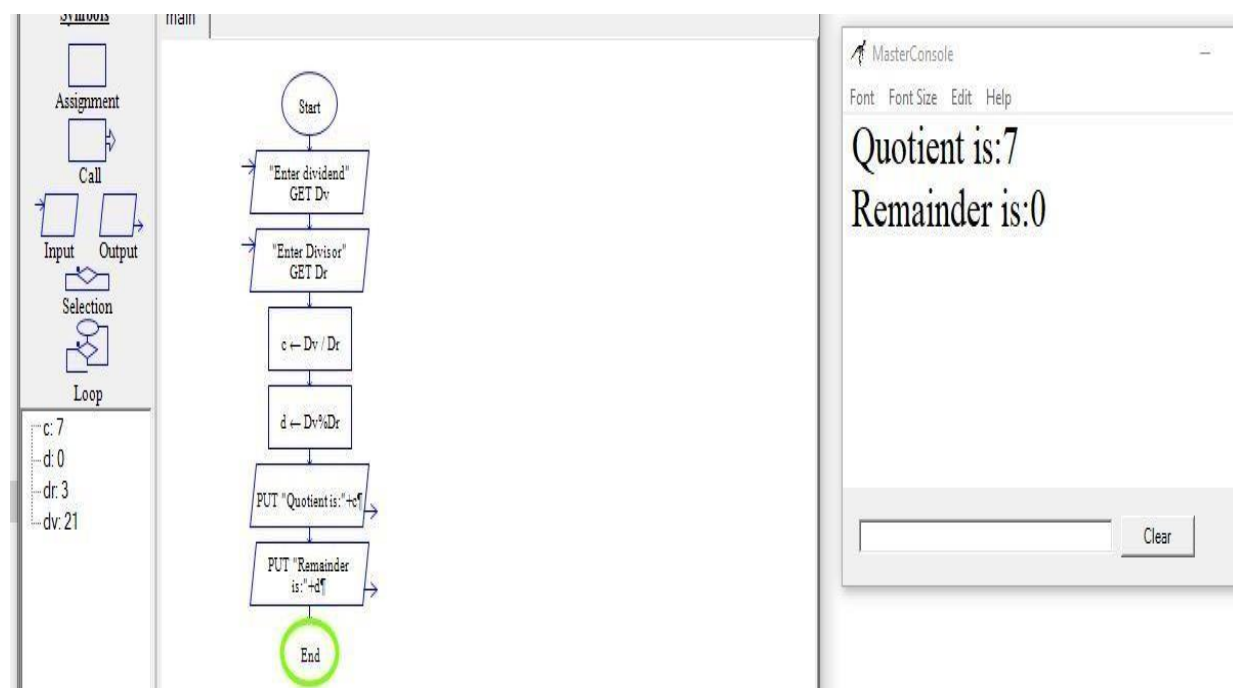 Symbols
Assignment
Call
Input Output
Selection
Loop
c: 7
d: 0
dr: 3
dv: 21
main
Start
"Enter dividend"
GET Dv
"Enter Divisor"
GET Dr
c ← Dv / Dr
d ← Dv%Dr
PUT "Quotient is:"+c¶
PUT "Remainder
is:"+d¶
End
MasterConsole
Font Font Size Edit Help
Quotient is:7
Remainder is:0
Clear